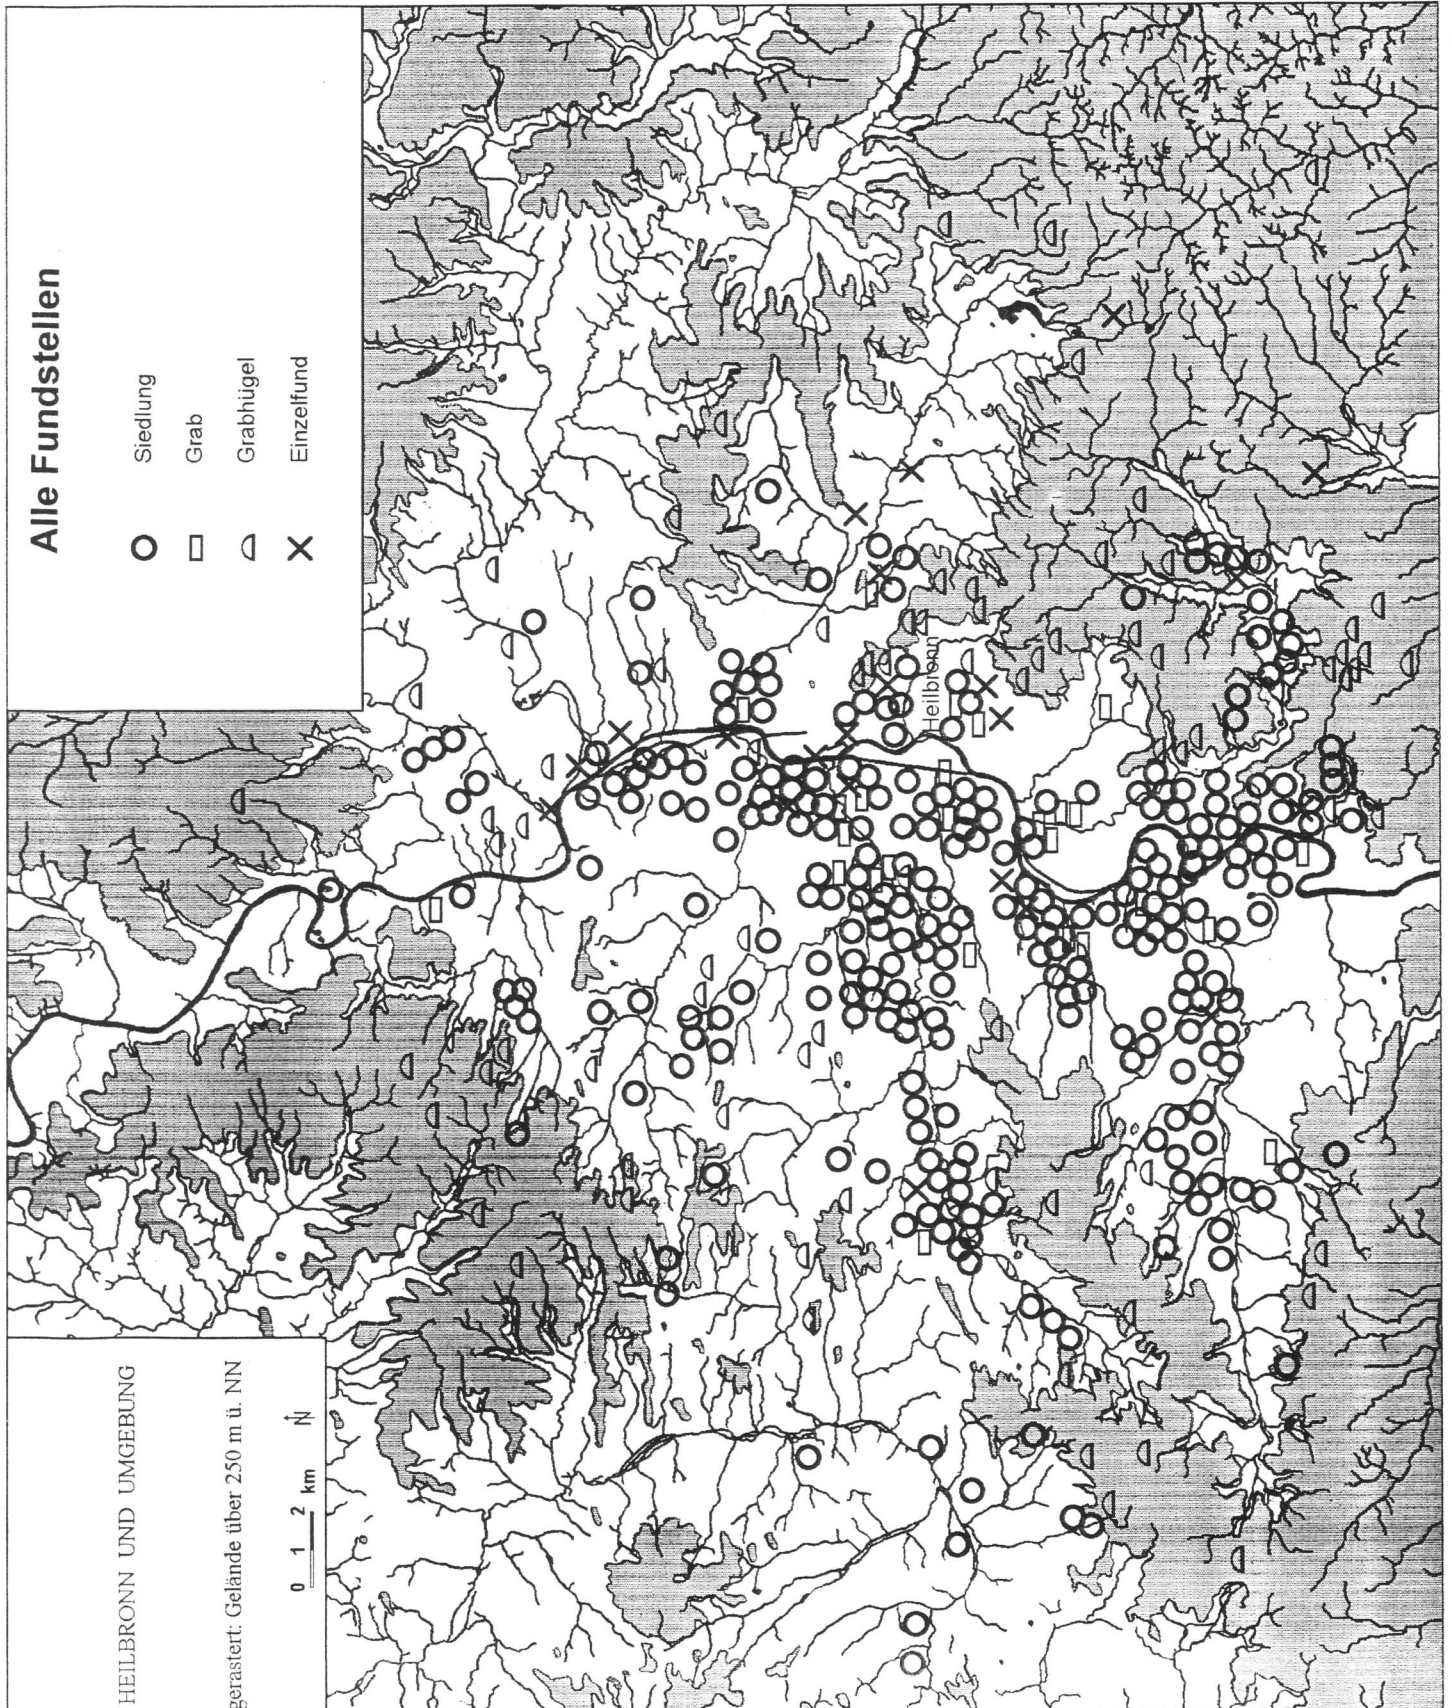 HEILBRONN UND UMGEBUNG
gerastert: Gelände über 250 m ü. NN
0 1 2 km
N
Alle Fundstellen
Siedlung
Grab
Grabhügel
Einzelfund
Heilbronn